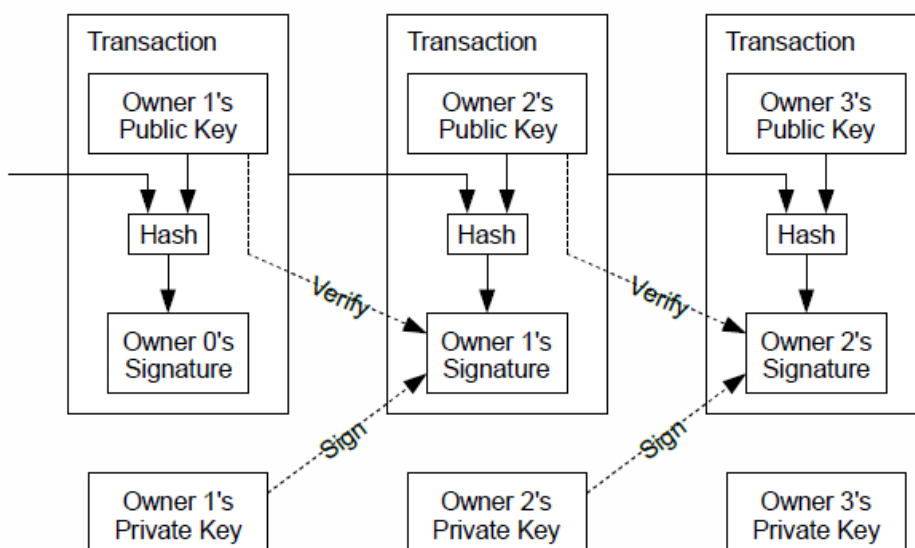 Transaction
Owner 1's
Public Key
Hash
Owner 0's
Signature
Transaction
Owner 2's
Public Key
Hash
Verify
Owner 1's
Signature
Transaction
Owner 3's
Public Key
Hash
Verify
Owner 2's
Signature
Sign
Sign
Owner 1's
Private Key
Owner 2's
Private Key
Owner 3's
Private Key